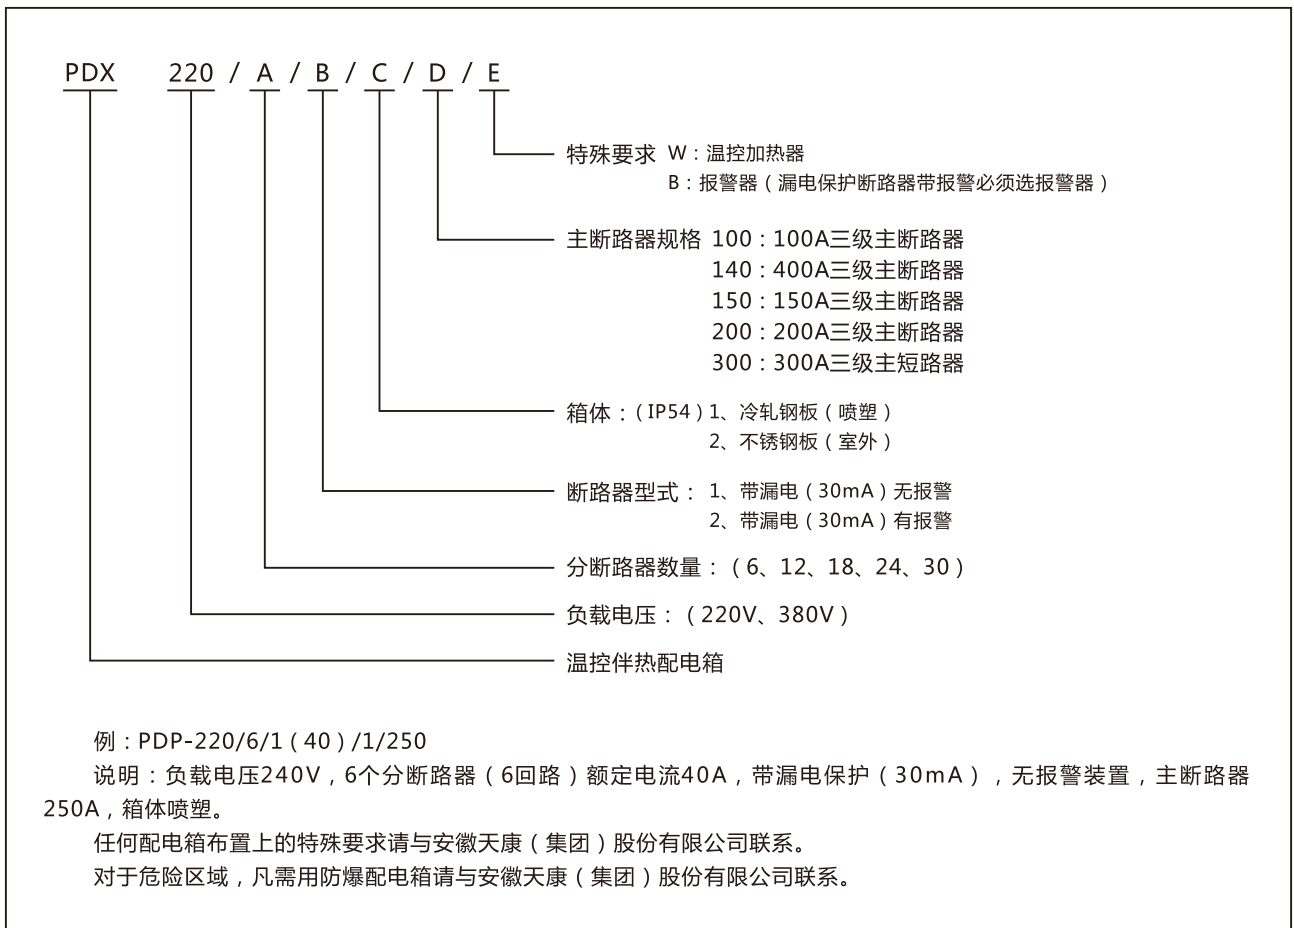 PDX 220 / A / B / C / D / E
特殊要求 W：温控加热器
B：报警器（漏电保护断路器带报警必须选报警器）
主断路器规格 100：100A三级主断路器
140：400A三级主断路器
150：150A三级主断路器
200：200A三级主断路器
300：300A三级主短路器
箱体：（IP54）1、冷轧钢板（喷塑）
2、不锈钢板（室外）
断路器型式：1、带漏电（30mA）无报警
2、带漏电（30mA）有报警
分断路器数量：（6、12、18、24、30）
负载电压：（220V、380V）
温控伴热配电箱
例：PDP-220/6/1（40）/1/250
说明：负载电压240V，6个分断路器（6回路）额定电流40A，带漏电保护（30mA），无报警装置，主断路器
250A，箱体喷塑。
任何配电箱布置上的特殊要求请与安徽天康（集团）股份有限公司联系。
对于危险区域，凡需用防爆配电箱请与安徽天康（集团）股份有限公司联系。